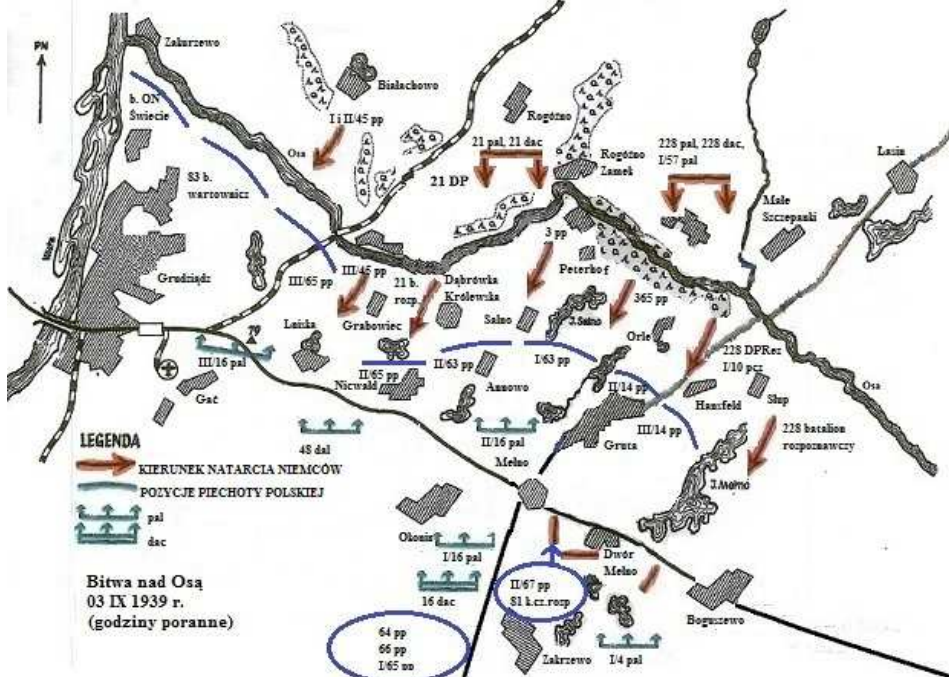 PN
Zakurzewo
b. ON
Świecie
Białachowo
I i II/45 pp
Osa
Rogóźno
21 pal, 21 dac
21 DP
Rogóźno
Zamek
228 pal, 228 dac,
I/57 pal
Łasin
Małe
Szczepanki
83 b.
wartownicz
Wisła
Grudziądz
III/65 pp
III/45 pp
21 b.
rozp.
Dąbrówka
Królewska
3 pp
Peterhof
365 pp
Grabowiec
Salno
J. Salno
Orle
79
III/16 pal
II/65 pp
II/63 pp
I/63 pp
228 DPRez
I/10 pcz
Gać
Nicwałd
Annowo
II/14 pp
Hansfeld
Słup
Osa
III/14 pp
Gruta
228 batalion
rozpoznawczy
48 dal
II/16 pal
Mełno
J. Mełno
LEGENDA
KIERUNEK NATARCIA NIEMCÓW
POZYCJE PIECHOTY POLSKIEJ
pal
dac
Okonin
I/16 pal
Dwór
Mełno
16 dac
II/67 pp
81 k.cz.rozp
Boguszewo
Bitwa nad Osą
03 IX 1939 r.
(godziny poranne)
64 pp
66 pp
I/65 pp
Zakrzewo
I/4 pal